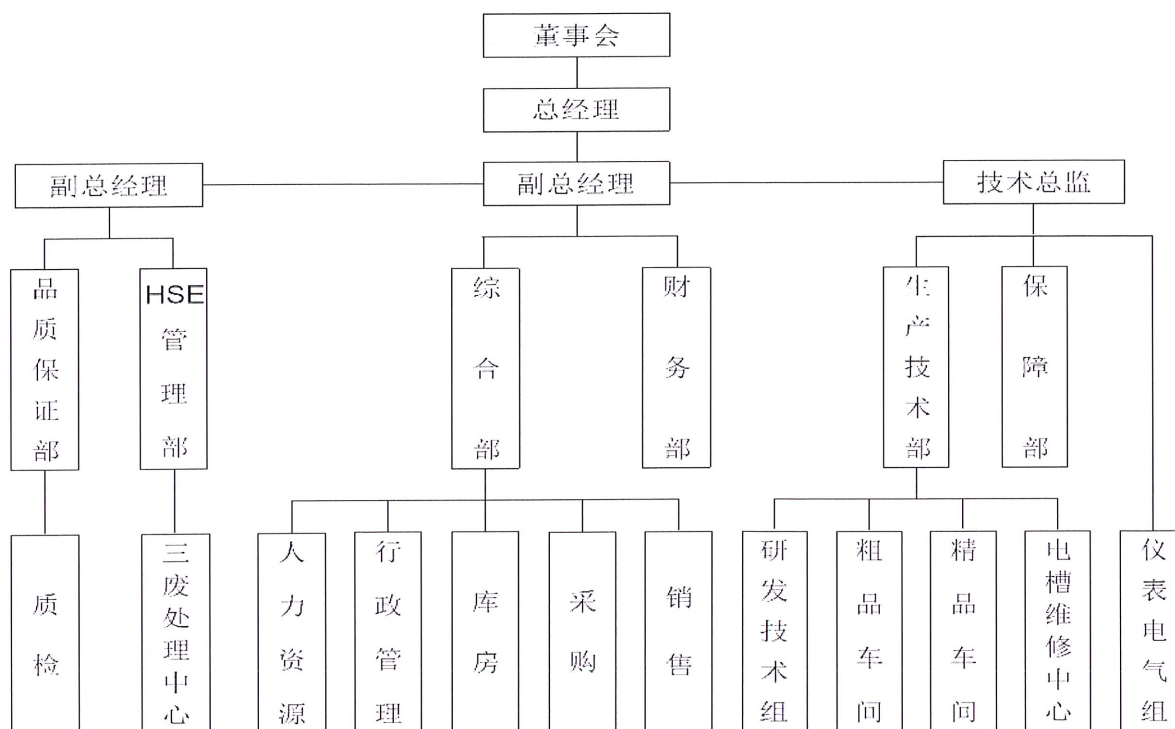 董事会
总经理
副总经理
副总经理
技术总监
品质保证部
HSE管理部
综合部
财务部
生产技术部
保障部
质检
三废处理中心
人力资源
行政管理
库房
采购
销售
研发技术组
粗品车间
精品车间
电槽维修中心
仪表电气组